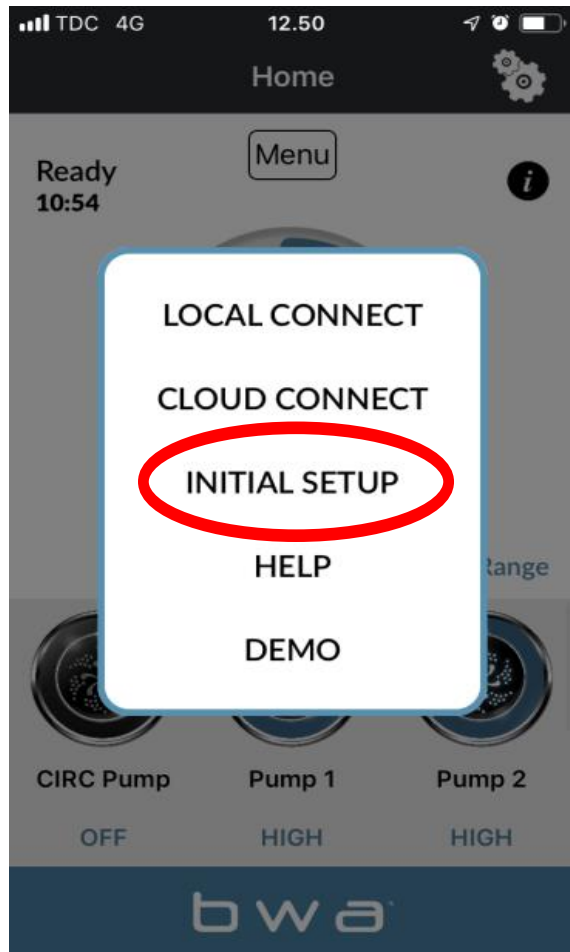 TDC 4G 12.50
Home
Menu
Ready
10:54
i
LOCAL CONNECT
CLOUD CONNECT
INITIAL SETUP
HELP
Range
DEMO
CIRC Pump Pump 1 Pump 2
OFF HIGH HIGH
bwa